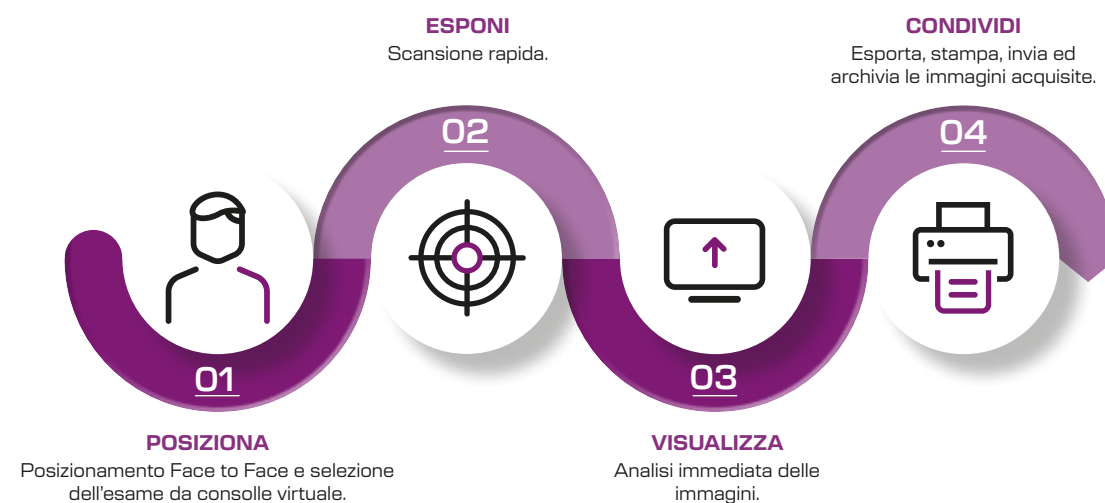 01
POSIZIONA
Posizionamento Face to Face e selezione
dell'esame da consolle virtuale.
ESPONI
Scansione rapida.
02
03
VISUALIZZA
Analisi immediata delle
immagini.
CONDIVIDI
Esporta, stampa, invia ed
archivia le immagini acquisite.
04